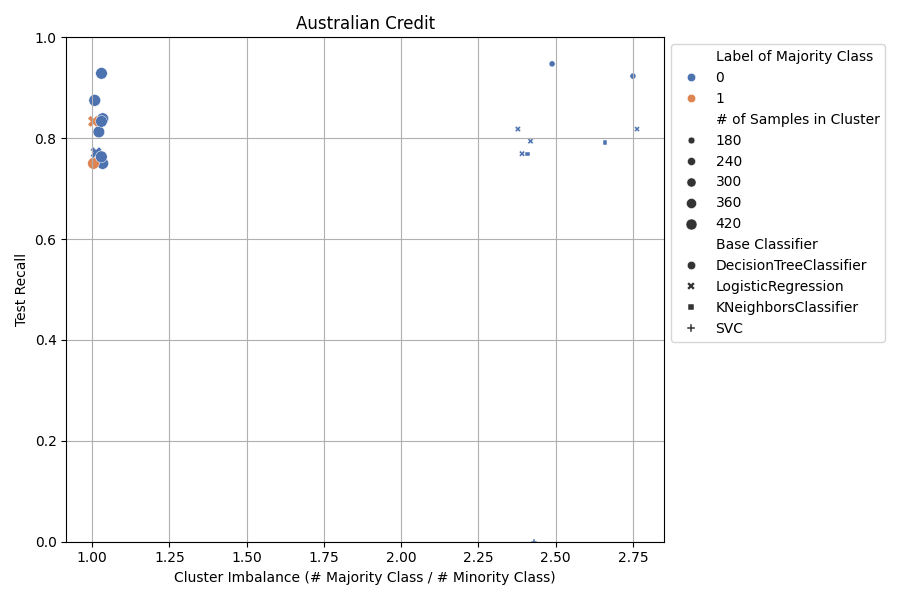 Australian Credit
1.0
0.8
0.6
0.4
0.2
0.0
Test Recall
1.00
1.25
1.50
1.75
2.00
2.25
2.50
2.75
Cluster Imbalance (# Majority Class / # Minority Class)
Label of Majority Class
0
1
# of Samples in Cluster
180
240
300
360
420
Base Classifier
DecisionTreeClassifier
LogisticRegression
KNeighborsClassifier
SVC